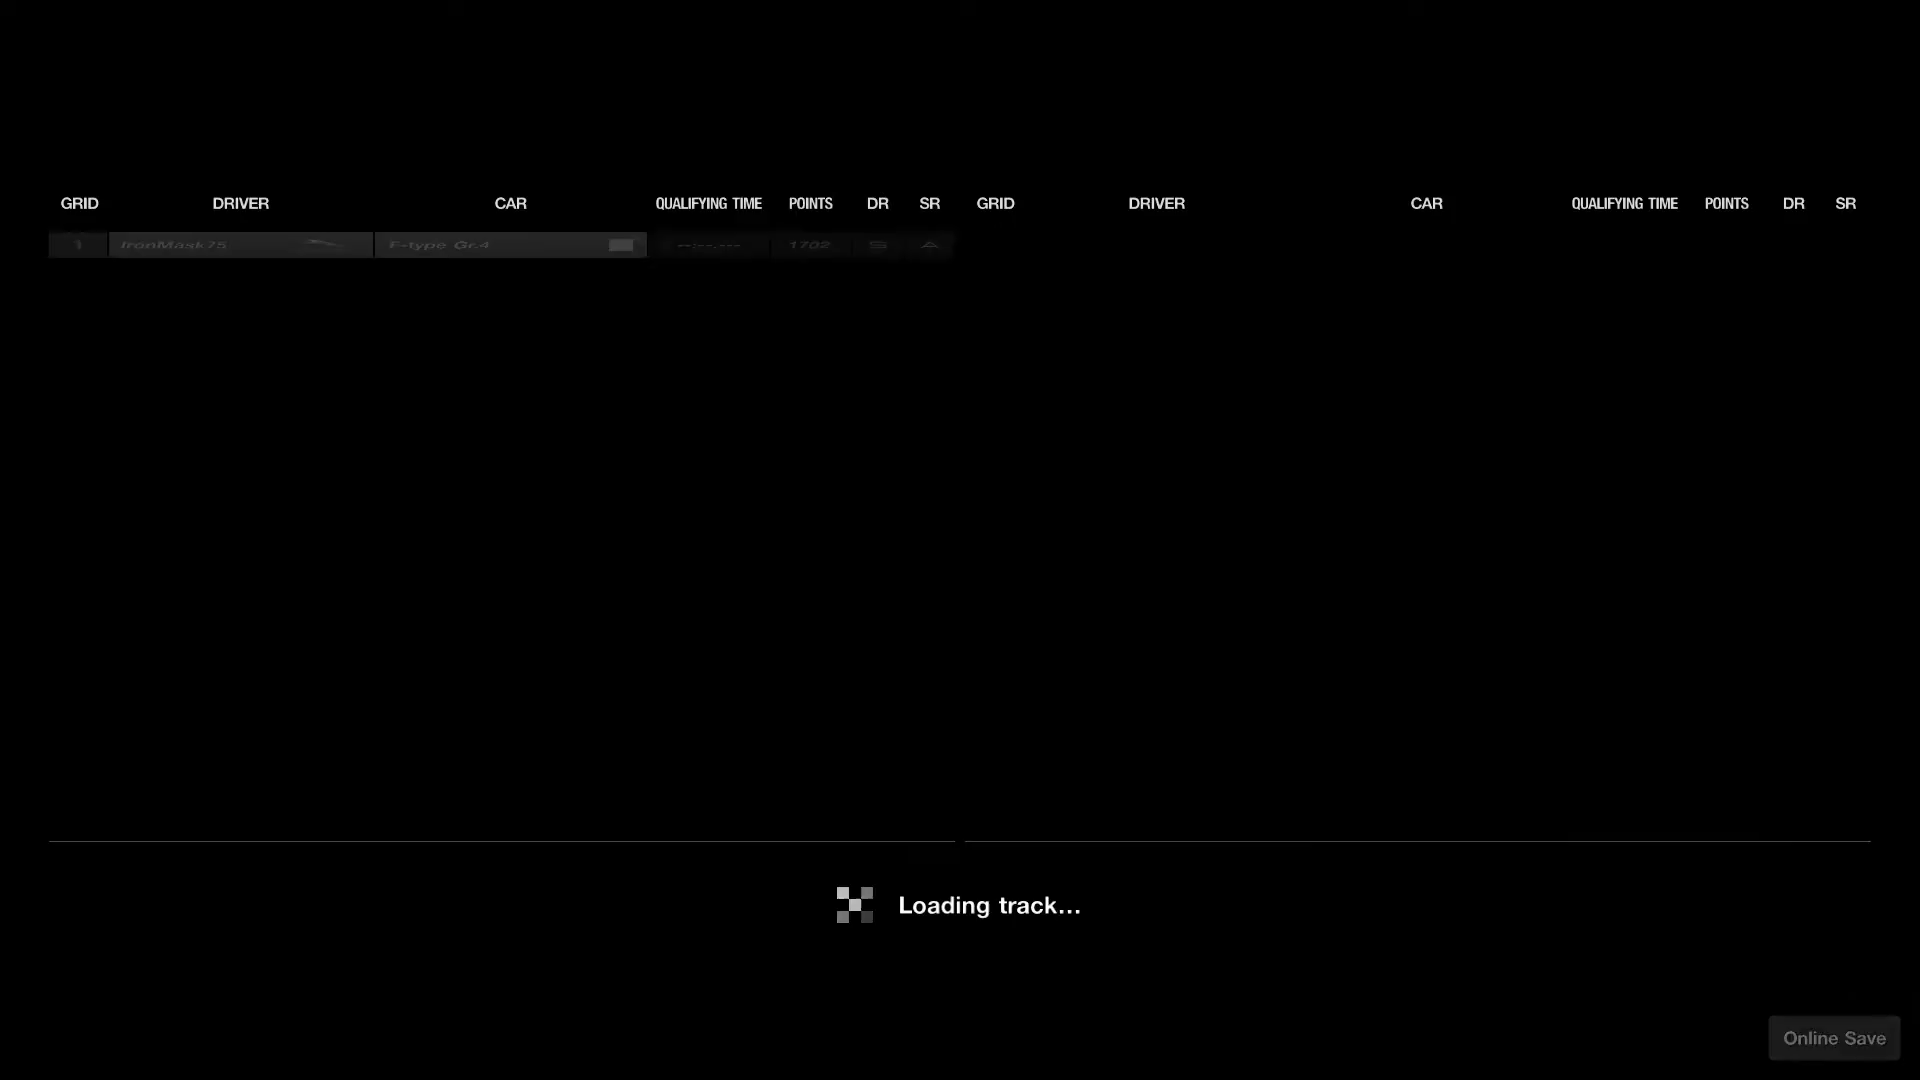 GRID DRIVER CAR QUALIFYING TIME POINTS DR SR GRID DRIVER CAR QUALIFYING TIME POINTS DR SR
1 IronMask75 F-type Gr.4 -:--.--- 1702 S A
Loading track...
Online Save